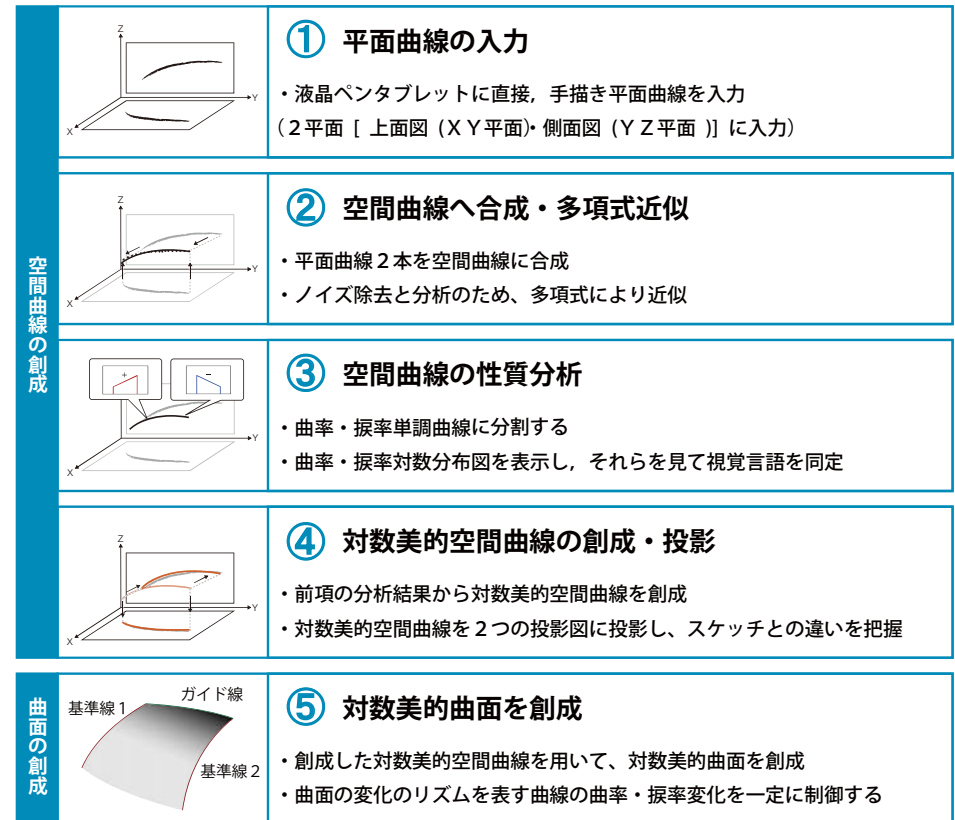 空間曲線の創成
Z
Y
X
① 平面曲線の入力
・液晶ペンタブレットに直接，手描き平面曲線を入力
（２平面 [ 上面図 (ＸＹ平面)・側面図 (ＹＺ平面 )] に入力）
Z
Y
X
② 空間曲線へ合成・多項式近似
・平面曲線２本を空間曲線に合成
・ノイズ除去と分析のため、多項式により近似
+
−
Y
X
③ 空間曲線の性質分析
・曲率・捩率単調曲線に分割する
・曲率・捩率対数分布図を表示し，それらを見て視覚言語を同定
Z
Y
X
④ 対数美的空間曲線の創成・投影
・前項の分析結果から対数美的空間曲線を創成
・対数美的空間曲線を２つの投影図に投影し、スケッチとの違いを把握
曲面の創成
基準線１
ガイド線
基準線２
⑤ 対数美的曲面を創成
・創成した対数美的空間曲線を用いて、対数美的曲面を創成
・曲面の変化のリズムを表す曲線の曲率・捩率変化を一定に制御する